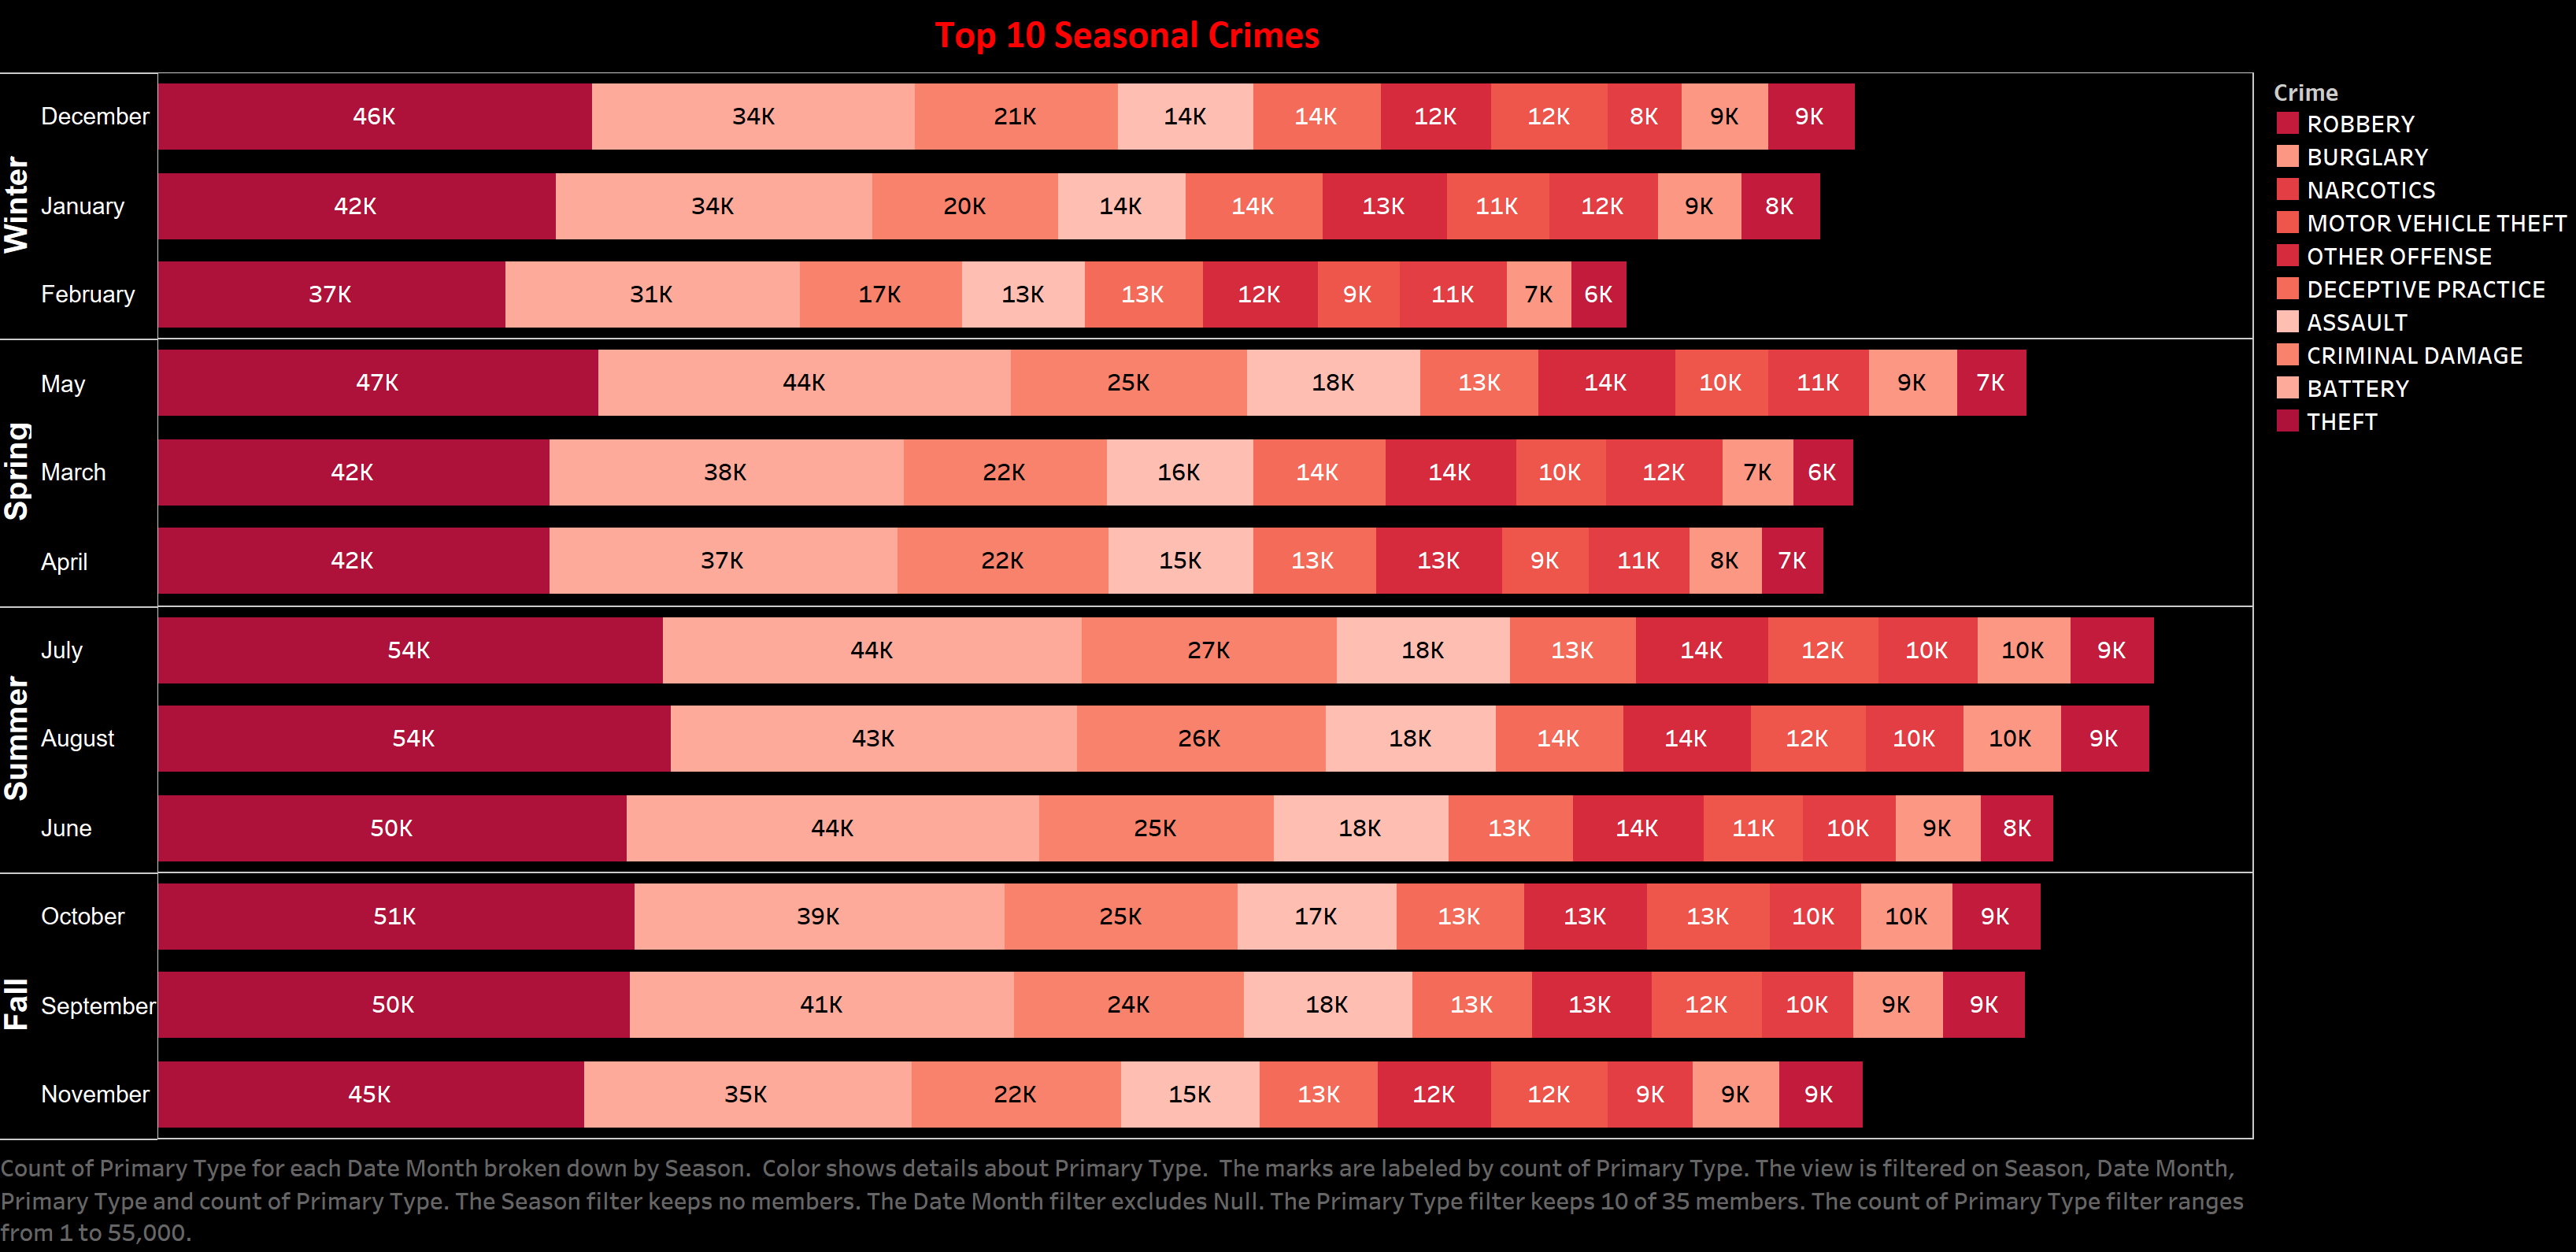 Top 10 Seasonal Crimes
Winter
December 46K 34K 21K 14K 14K 12K 12K 8K 9K 9K
January 42K 34K 20K 14K 14K 13K 11K 12K 9K 8K
February 37K 31K 17K 13K 13K 12K 9K 11K 7K 6K
Spring
May 47K 44K 25K 18K 13K 14K 10K 11K 9K 7K
March 42K 38K 22K 16K 14K 14K 10K 12K 7K 6K
April 42K 37K 22K 15K 13K 13K 9K 11K 8K 7K
Summer
July 54K 44K 27K 18K 13K 14K 12K 10K 10K 9K
August 54K 43K 26K 18K 14K 14K 12K 10K 10K 9K
June 50K 44K 25K 18K 13K 14K 11K 10K 9K 8K
Fall
October 51K 39K 25K 17K 13K 13K 13K 10K 10K 9K
September 50K 41K 24K 18K 13K 13K 12K 10K 9K 9K
November 45K 35K 22K 15K 13K 12K 12K 9K 9K 9K
Crime
ROBBERY
BURGLARY
NARCOTICS
MOTOR VEHICLE THEFT
OTHER OFFENSE
DECEPTIVE PRACTICE
ASSAULT
CRIMINAL DAMAGE
BATTERY
THEFT
Count of Primary Type for each Date Month broken down by Season.  Color shows details about Primary Type.  The marks are labeled by count of Primary Type. The view is filtered on Season, Date Month,
Primary Type and count of Primary Type. The Season filter keeps no members. The Date Month filter excludes Null. The Primary Type filter keeps 10 of 35 members. The count of Primary Type filter ranges
from 1 to 55,000.